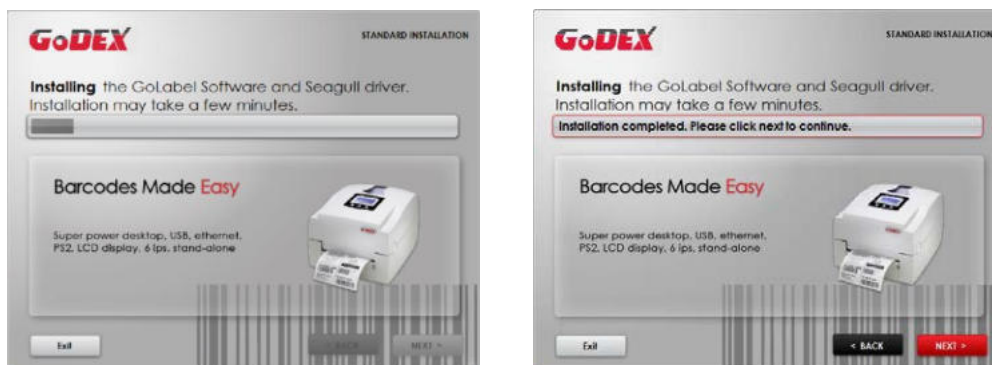 GoDEX
STANDARD INSTALLATION
Installing the GoLabel Software and Seagull driver.
Installation may take a few minutes.
Barcodes Made Easy
Super power desktop, USB, ethernet,
PS2, LCD display, 6 ips, stand-alone
Exit
< BACK
NEXT >
GoDEX
STANDARD INSTALLATION
Installing the GoLabel Software and Seagull driver.
Installation may take a few minutes.
Installation completed. Please click next to continue.
Barcodes Made Easy
Super power desktop, USB, ethernet,
PS2, LCD display, 6 ips, stand-alone
Exit
< BACK
NEXT >